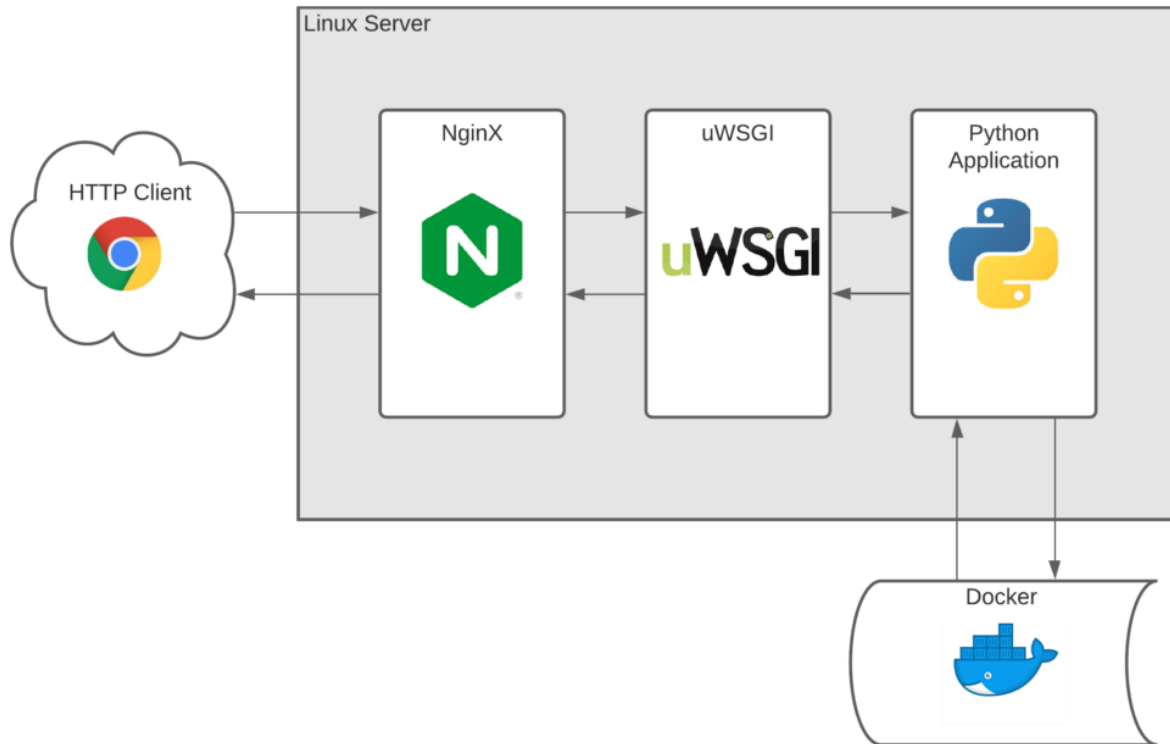 Linux Server
HTTP Client
NginX
N
®
uWSGI
uWSGI
Python
Application
Docker